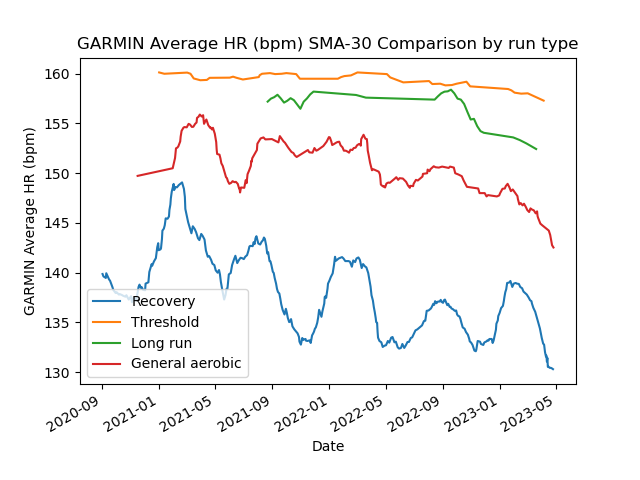 GARMIN Average HR (bpm) SMA-30 Comparison by run type
GARMIN Average HR (bpm)
160
155
150
145
140
135
130
Recovery
Threshold
Long run
General aerobic
2020-09
2021-01
2021-05
2021-09
2022-01
2022-05
2022-09
2023-01
2023-05
Date